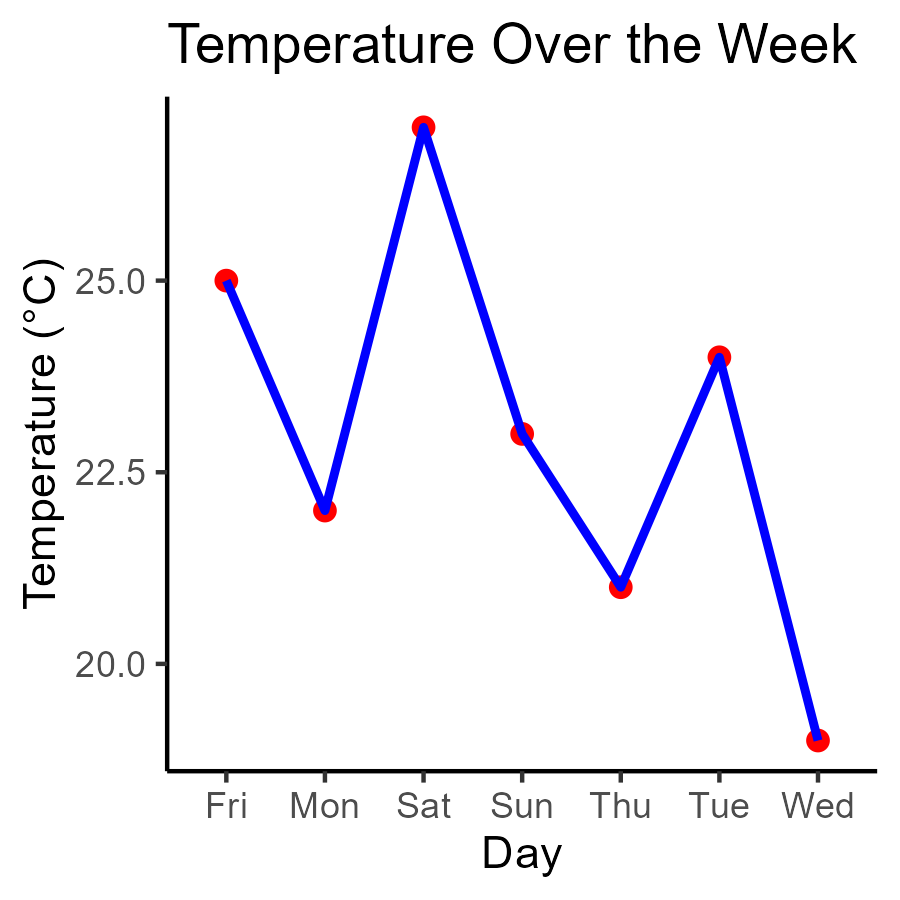 Temperature Over the Week
Temperature (°C)
25.0
22.5
20.0
Fri Mon Sat Sun Thu Tue Wed
Day